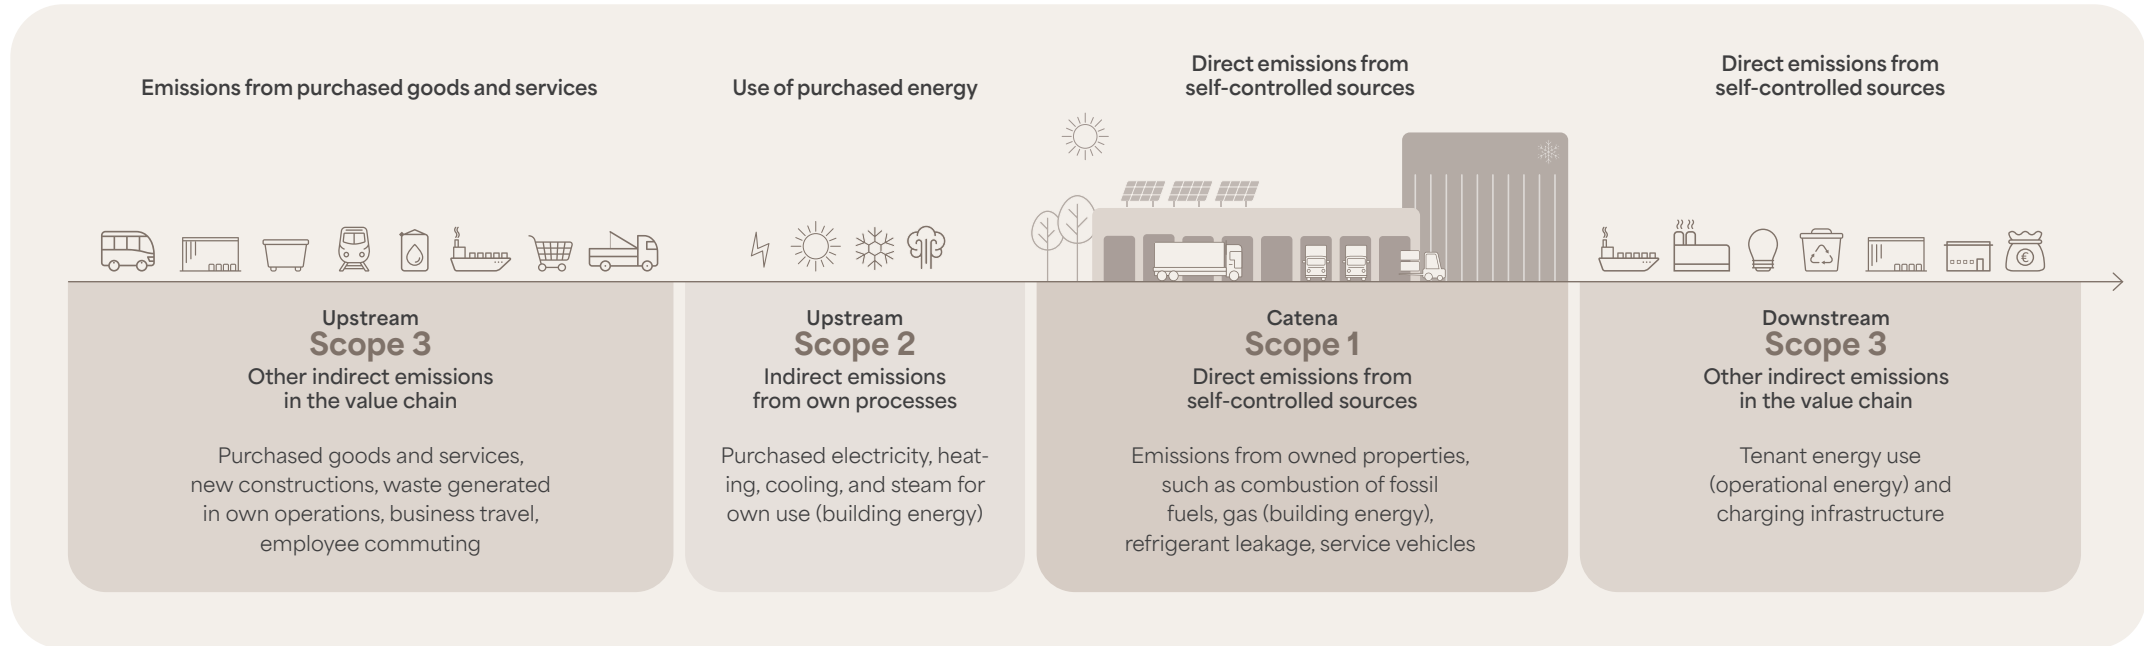 Emissions from purchased goods and services
Use of purchased energy
Direct emissions from
self-controlled sources
Direct emissions from
self-controlled sources
€
Upstream
Scope 3
Other indirect emissions
in the value chain
Purchased goods and services,
new constructions, waste generated
in own operations, business travel,
employee commuting
Upstream
Scope 2
Indirect emissions
from own processes
Purchased electricity, heat-
ing, cooling, and steam for
own use (building energy)
Catena
Scope 1
Direct emissions from
self-controlled sources
Emissions from owned properties,
such as combustion of fossil
fuels, gas (building energy),
refrigerant leakage, service vehicles
Downstream
Scope 3
Other indirect emissions
in the value chain
Tenant energy use
(operational energy) and
charging infrastructure